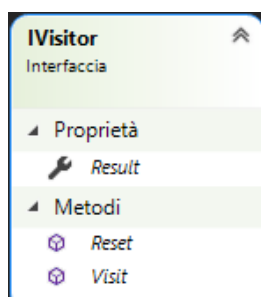 IVisitor
Interfaccia
Proprietà
Result
Metodi
Reset
Visit